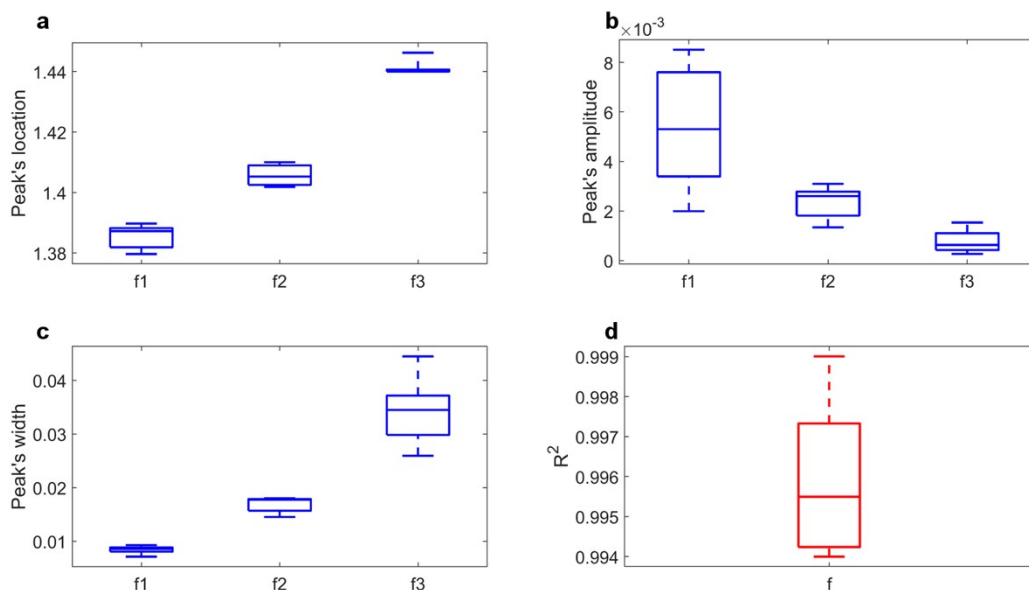 a
1.44
1.42
1.4
1.38
Peak's location
f1 f2 f3
b
×10⁻³
8
6
4
2
0
Peak's amplitude
f1 f2 f3
c
0.04
0.03
0.02
0.01
Peak's width
f1 f2 f3
d
0.999
0.998
0.997
0.996
0.995
0.994
R²
f